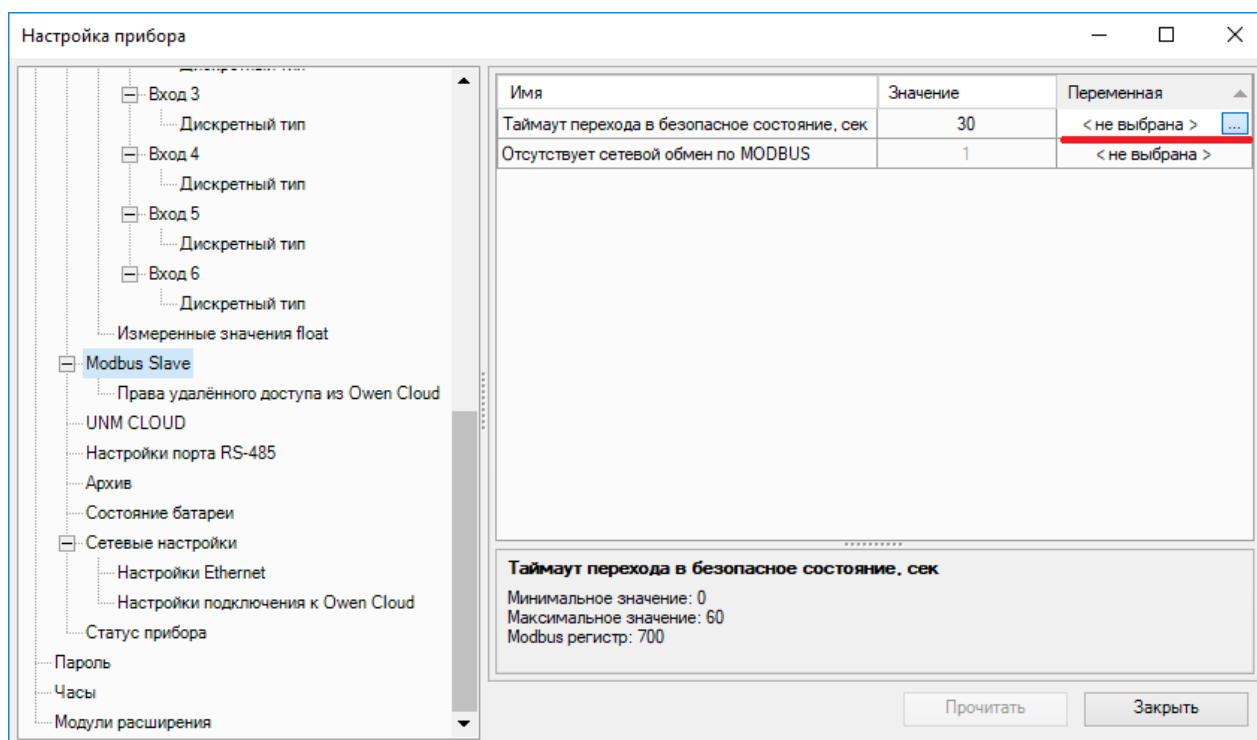 Настройка прибора
Дискретный тип
Вход 3
Дискретный тип
Вход 4
Дискретный тип
Вход 5
Дискретный тип
Вход 6
Дискретный тип
Измеренные значения float
Modbus Slave
Права удалённого доступа из Owen Cloud
UNM CLOUD
Настройки порта RS-485
Архив
Состояние батареи
Сетевые настройки
Настройки Ethernet
Настройки подключения к Owen Cloud
Статус прибора
Пароль
Часы
Модули расширения
Имя Значение Переменная
Таймаут перехода в безопасное состояние, сек 30 < не выбрана > ...
Отсутствует сетевой обмен по MODBUS 1 < не выбрана >
Таймаут перехода в безопасное состояние, сек
Минимальное значение: 0
Максимальное значение: 60
Modbus регистр: 700
Прочитать Закрыть